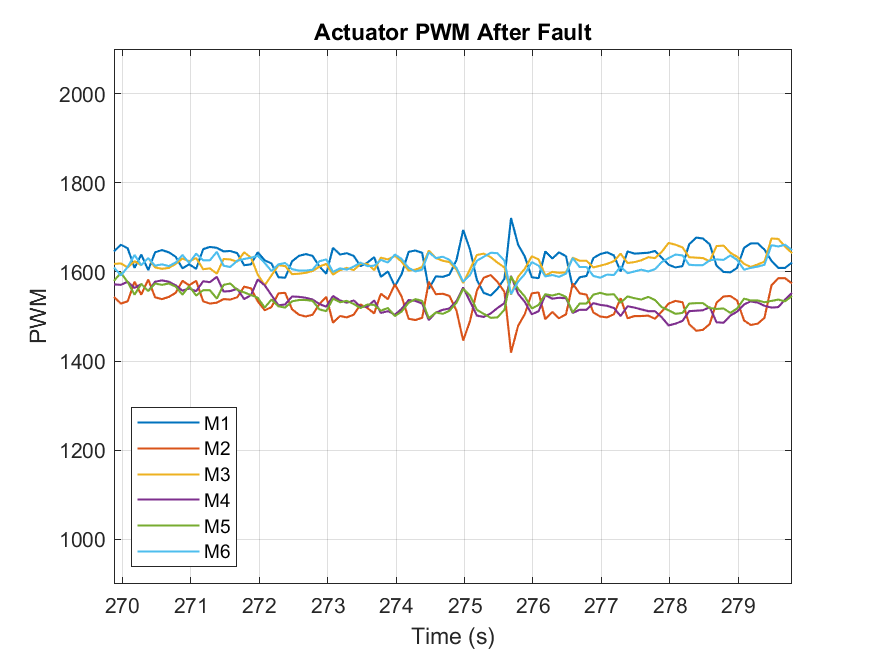 Actuator PWM After Fault
2000
1800
1600
1400
1200
1000
PWM
M1
M2
M3
M4
M5
M6
270 271 272 273 274 275 276 277 278 279
Time (s)